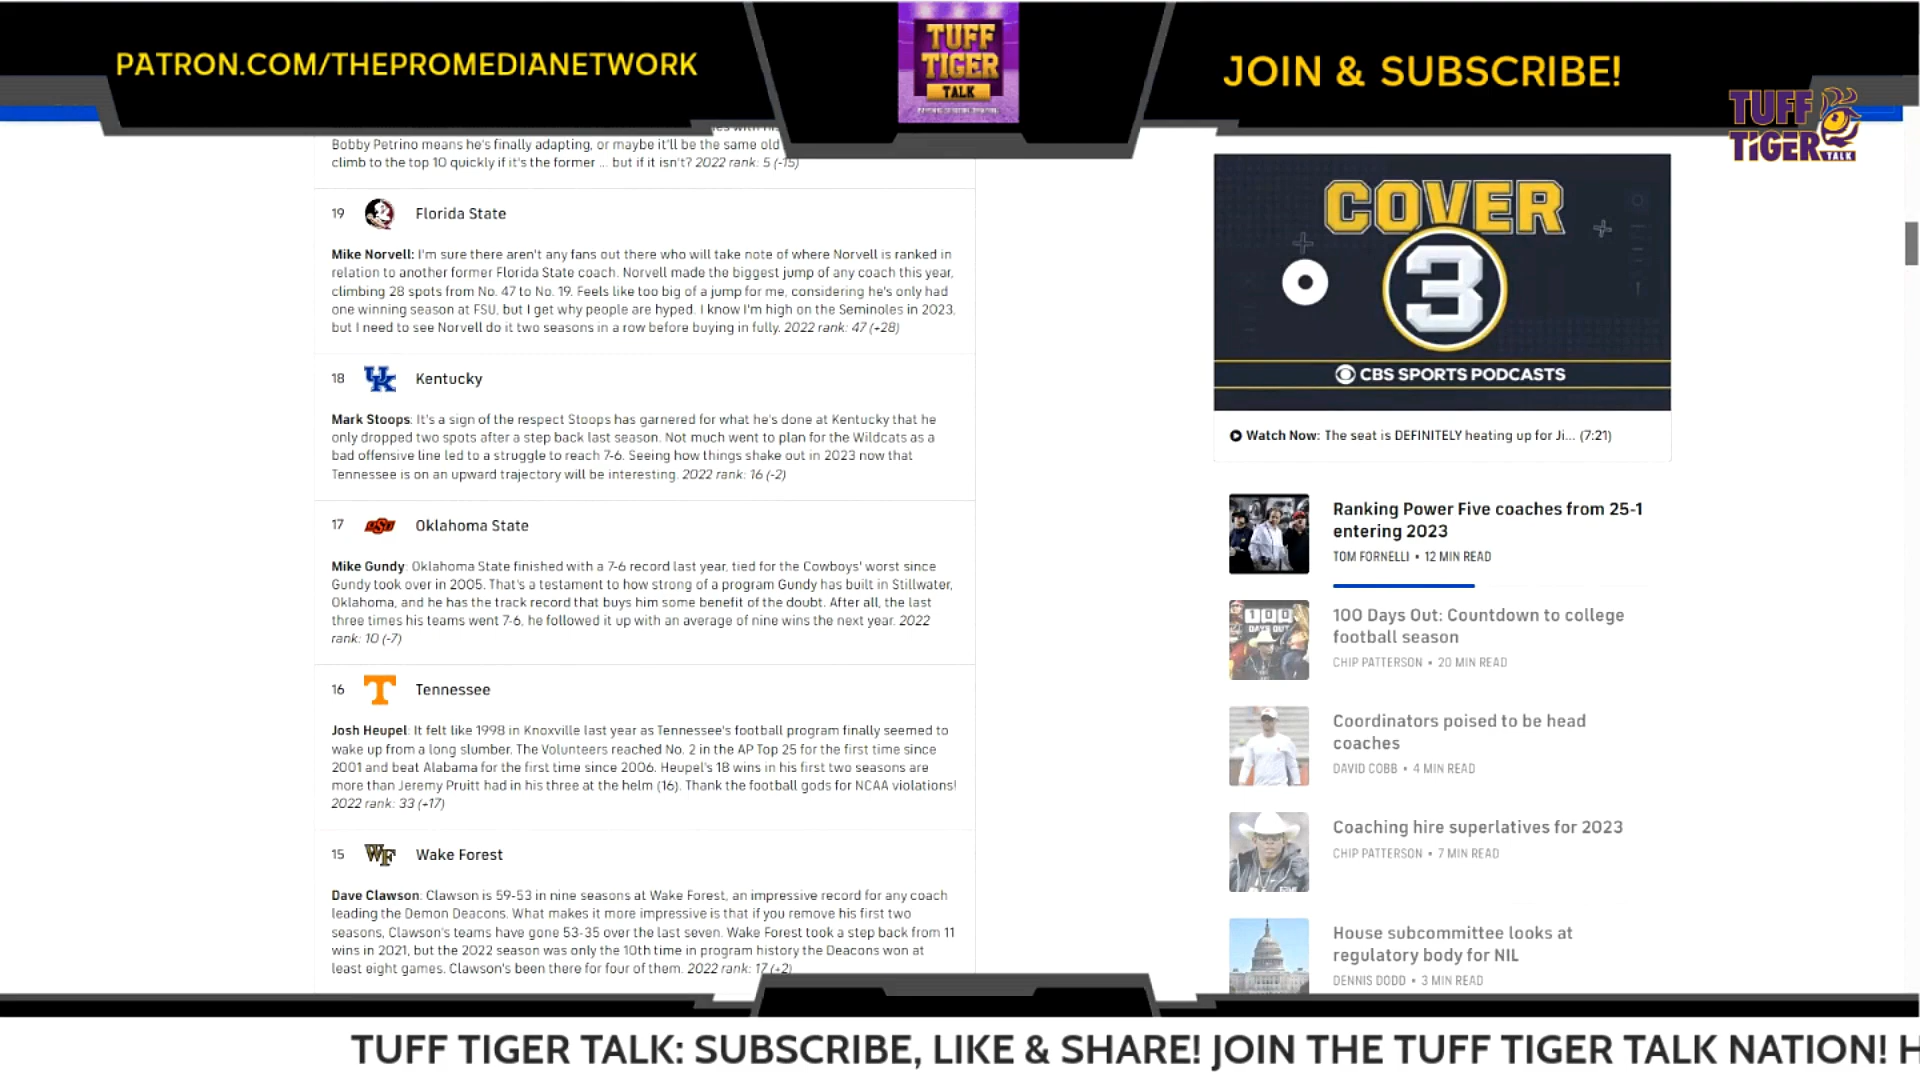 PATRON.COM/THEPROMEDIANETWORK
TUFF
TIGER
TALK
JOIN & SUBSCRIBE!
TUFF
TIGER
TALK
Bobby Petrino means he's finally adapting, or maybe it'll be the same old
climb to the top 10 quickly if it's the former ... but if it isn't? 2022 rank: 5 (-15)
19 Florida State
Mike Norvell: I'm sure there aren't any fans out there who will take note of where Norvell is ranked in
relation to another former Florida State coach. Norvell made the biggest jump of any coach this year,
climbing 28 spots from No. 47 to No. 19. Feels like too big of a jump for me, considering he's only had
one winning season at FSU, but I get why people are hyped. I know I'm high on the Seminoles in 2023,
but I need to see Norvell do it two seasons in a row before buying in fully. 2022 rank: 47 (+28)
18 UK Kentucky
Mark Stoops: It's a sign of the respect Stoops has garnered for what he's done at Kentucky that he
only dropped two spots after a step back last season. Not much went to plan for the Wildcats as a
bad offensive line led to a struggle to reach 7-6. Seeing how things shake out in 2023 now that
Tennessee is on an upward trajectory will be interesting. 2022 rank: 16 (-2)
17 OSU Oklahoma State
Mike Gundy: Oklahoma State finished with a 7-6 record last year, tied for the Cowboys' worst since
Gundy took over in 2005. That's a testament to how strong of a program Gundy has built in Stillwater,
Oklahoma, and he has the track record that buys him some benefit of the doubt. After all, the last
three times his teams went 7-6, he followed it up with an average of nine wins the next year. 2022
rank: 10 (-7)
16 T Tennessee
Josh Heupel: It felt like 1998 in Knoxville last year as Tennessee's football program finally seemed to
wake up from a long slumber. The Volunteers reached No. 2 in the AP Top 25 for the first time since
2001 and beat Alabama for the first time since 2006. Heupel's 18 wins in his first two seasons are
more than Jeremy Pruitt had in his three at the helm (16). Thank the football gods for NCAA violations!
2022 rank: 33 (+17)
15 WF Wake Forest
Dave Clawson: Clawson is 59-53 in nine seasons at Wake Forest, an impressive record for any coach
leading the Demon Deacons. What makes it more impressive is that if you remove his first two
seasons, Clawson's teams have gone 53-35 over the last seven. Wake Forest took a step back from 11
wins in 2021, but the 2022 season was only the 10th time in program history the Deacons won at
least eight games. Clawson's been there for four of them. 2022 rank: 17 (+2)
COVER
3
CBS SPORTS PODCASTS
Watch Now: The seat is DEFINITELY heating up for Ji... (7:21)
Ranking Power Five coaches from 25-1
entering 2023
TOM FORNELLI • 12 MIN READ
100
DAYS OUT
100 Days Out: Countdown to college
football season
CHIP PATTERSON • 20 MIN READ
Coordinators poised to be head
coaches
DAVID COBB • 4 MIN READ
Coaching hire superlatives for 2023
CHIP PATTERSON • 7 MIN READ
House subcommittee looks at
regulatory body for NIL
DENNIS DODD • 3 MIN READ
TUFF TIGER TALK: SUBSCRIBE, LIKE & SHARE! JOIN THE TUFF TIGER TALK NATION! H